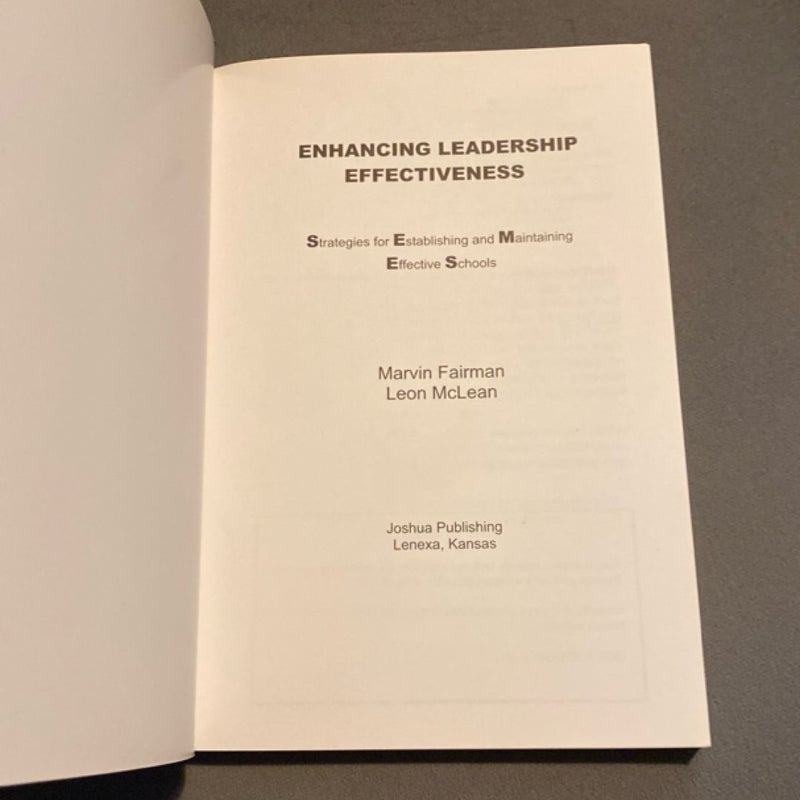 ENHANCING LEADERSHIP
EFFECTIVENESS
Strategies for Establishing and Maintaining
Effective Schools
Marvin Fairman
Leon McLean
Joshua Publishing
Lenexa, Kansas